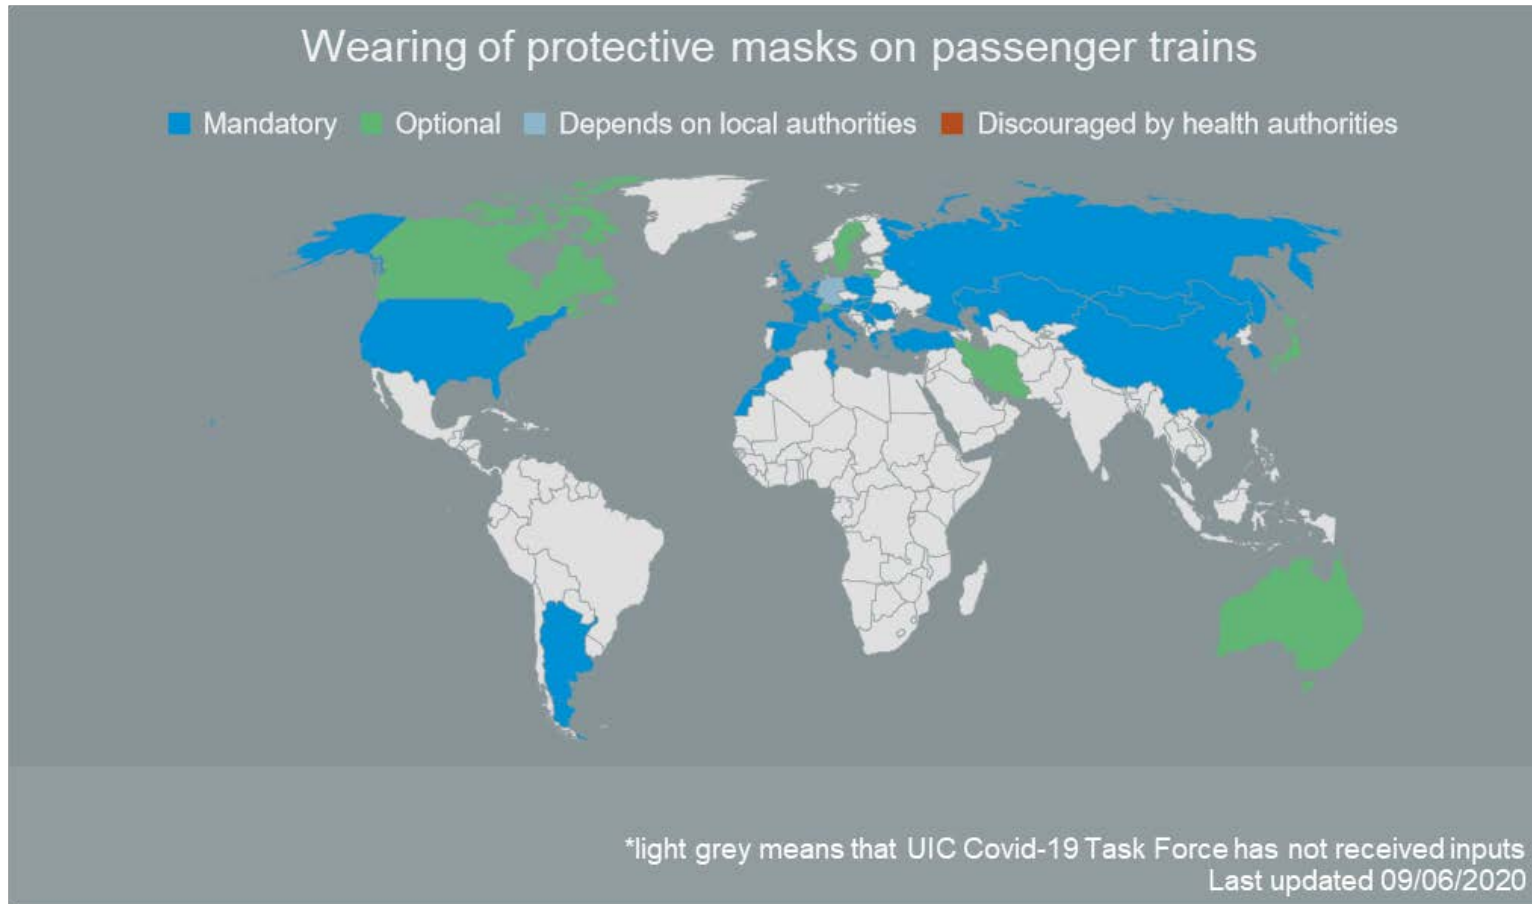 Wearing of protective masks on passenger trains
Mandatory Optional Depends on local authorities Discouraged by health authorities
*light grey means that UIC Covid-19 Task Force has not received inputs
Last updated 09/06/2020